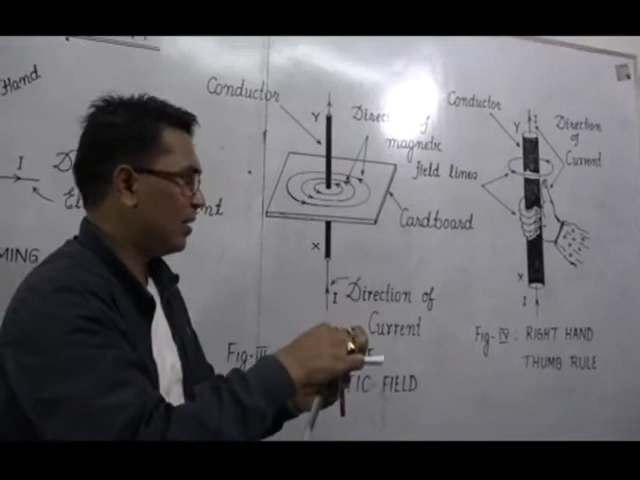 Hand
I
MING
Conductor
Y
Direc of
magnetic
field lines
Cardboard
X
I Direction of
Current
Fig-III
TIC FIELD
Conductor
Y
I
Direction
of
Current
X
I
Fig-IV: RIGHT HAND
THUMB RULE